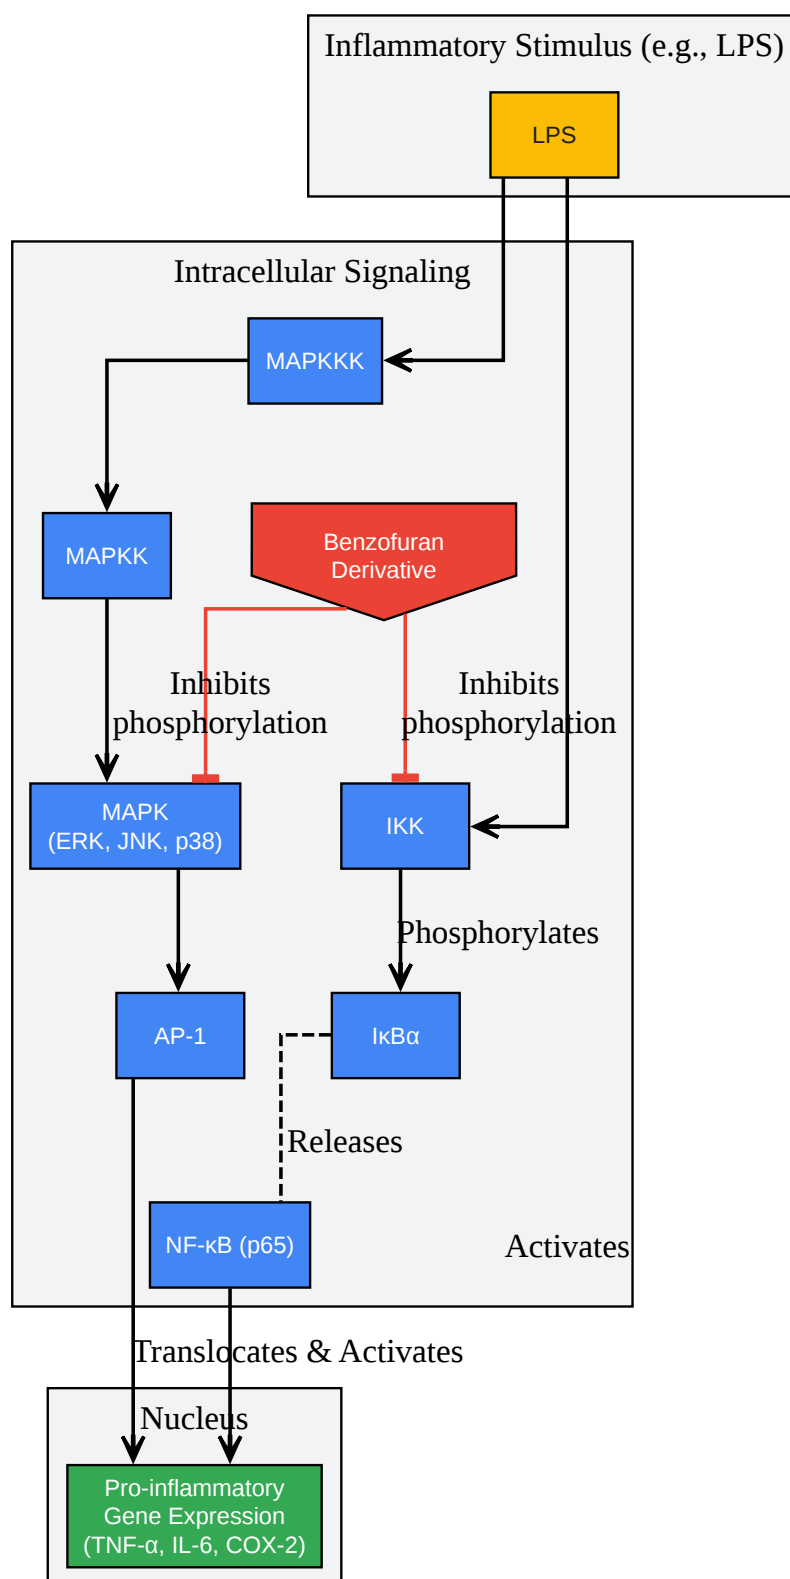 Inflammatory Stimulus (e.g., LPS)
LPS
Intracellular Signaling
MAPKKK
MAPKK
Benzofuran
Derivative
Inhibits
phosphorylation
Inhibits
phosphorylation
MAPK
(ERK, JNK, p38)
IKK
Phosphorylates
AP-1
IκBα
Releases
NF-κB (p65)
Activates
Translocates & Activates
Nucleus
Pro-inflammatory
Gene Expression
(TNF-α, IL-6, COX-2)